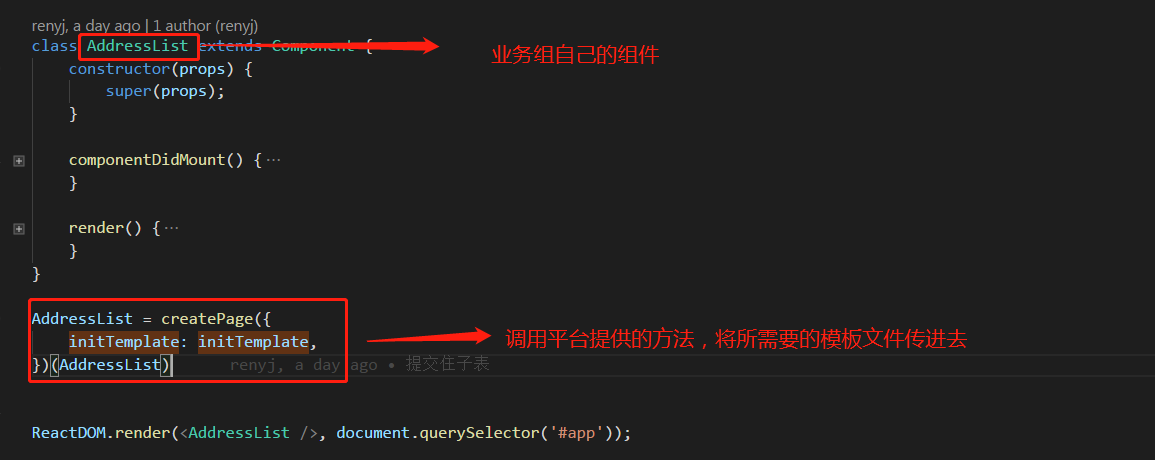 renyj, a day ago | 1 author (renyj)
class AddressList extends Component {
业务组自己的组件
constructor(props) {
super(props);
}
componentDidMount() {…
}
render() {…
}
}
AddressList = createPage({
initTemplate: initTemplate,
调用平台提供的方法，将所需要的模板文件传进去
})(AddressList) renyj, a day ago • 提交住子表
ReactDOM.render(<AddressList />, document.querySelector('#app'));